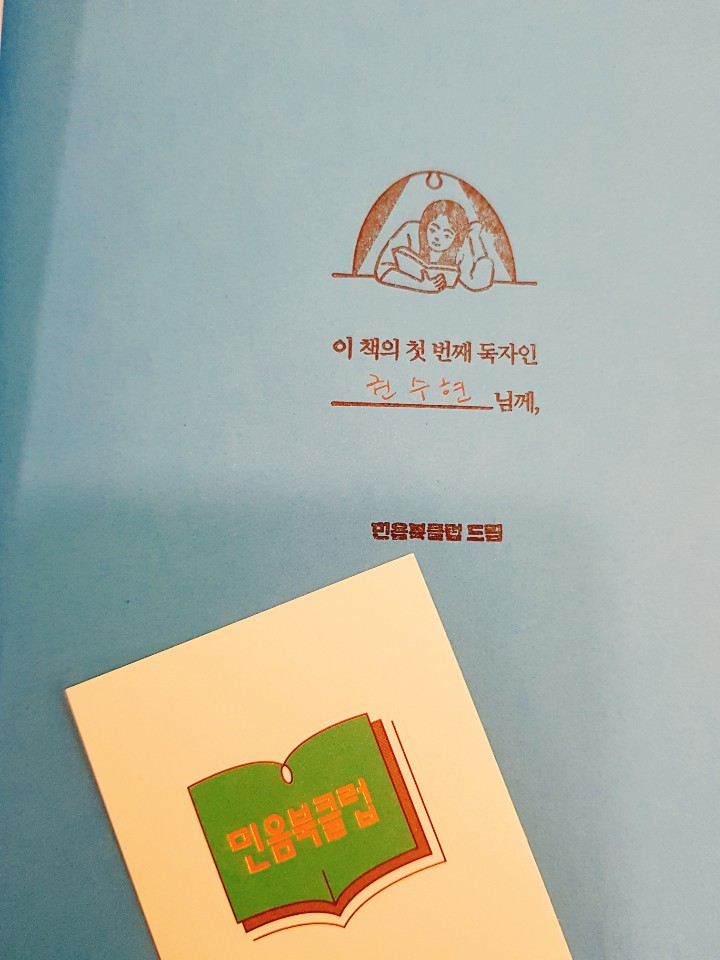 이 책의 첫 번째 독자인
권수현 님께,
민음북클럽 드림
민음북클럽